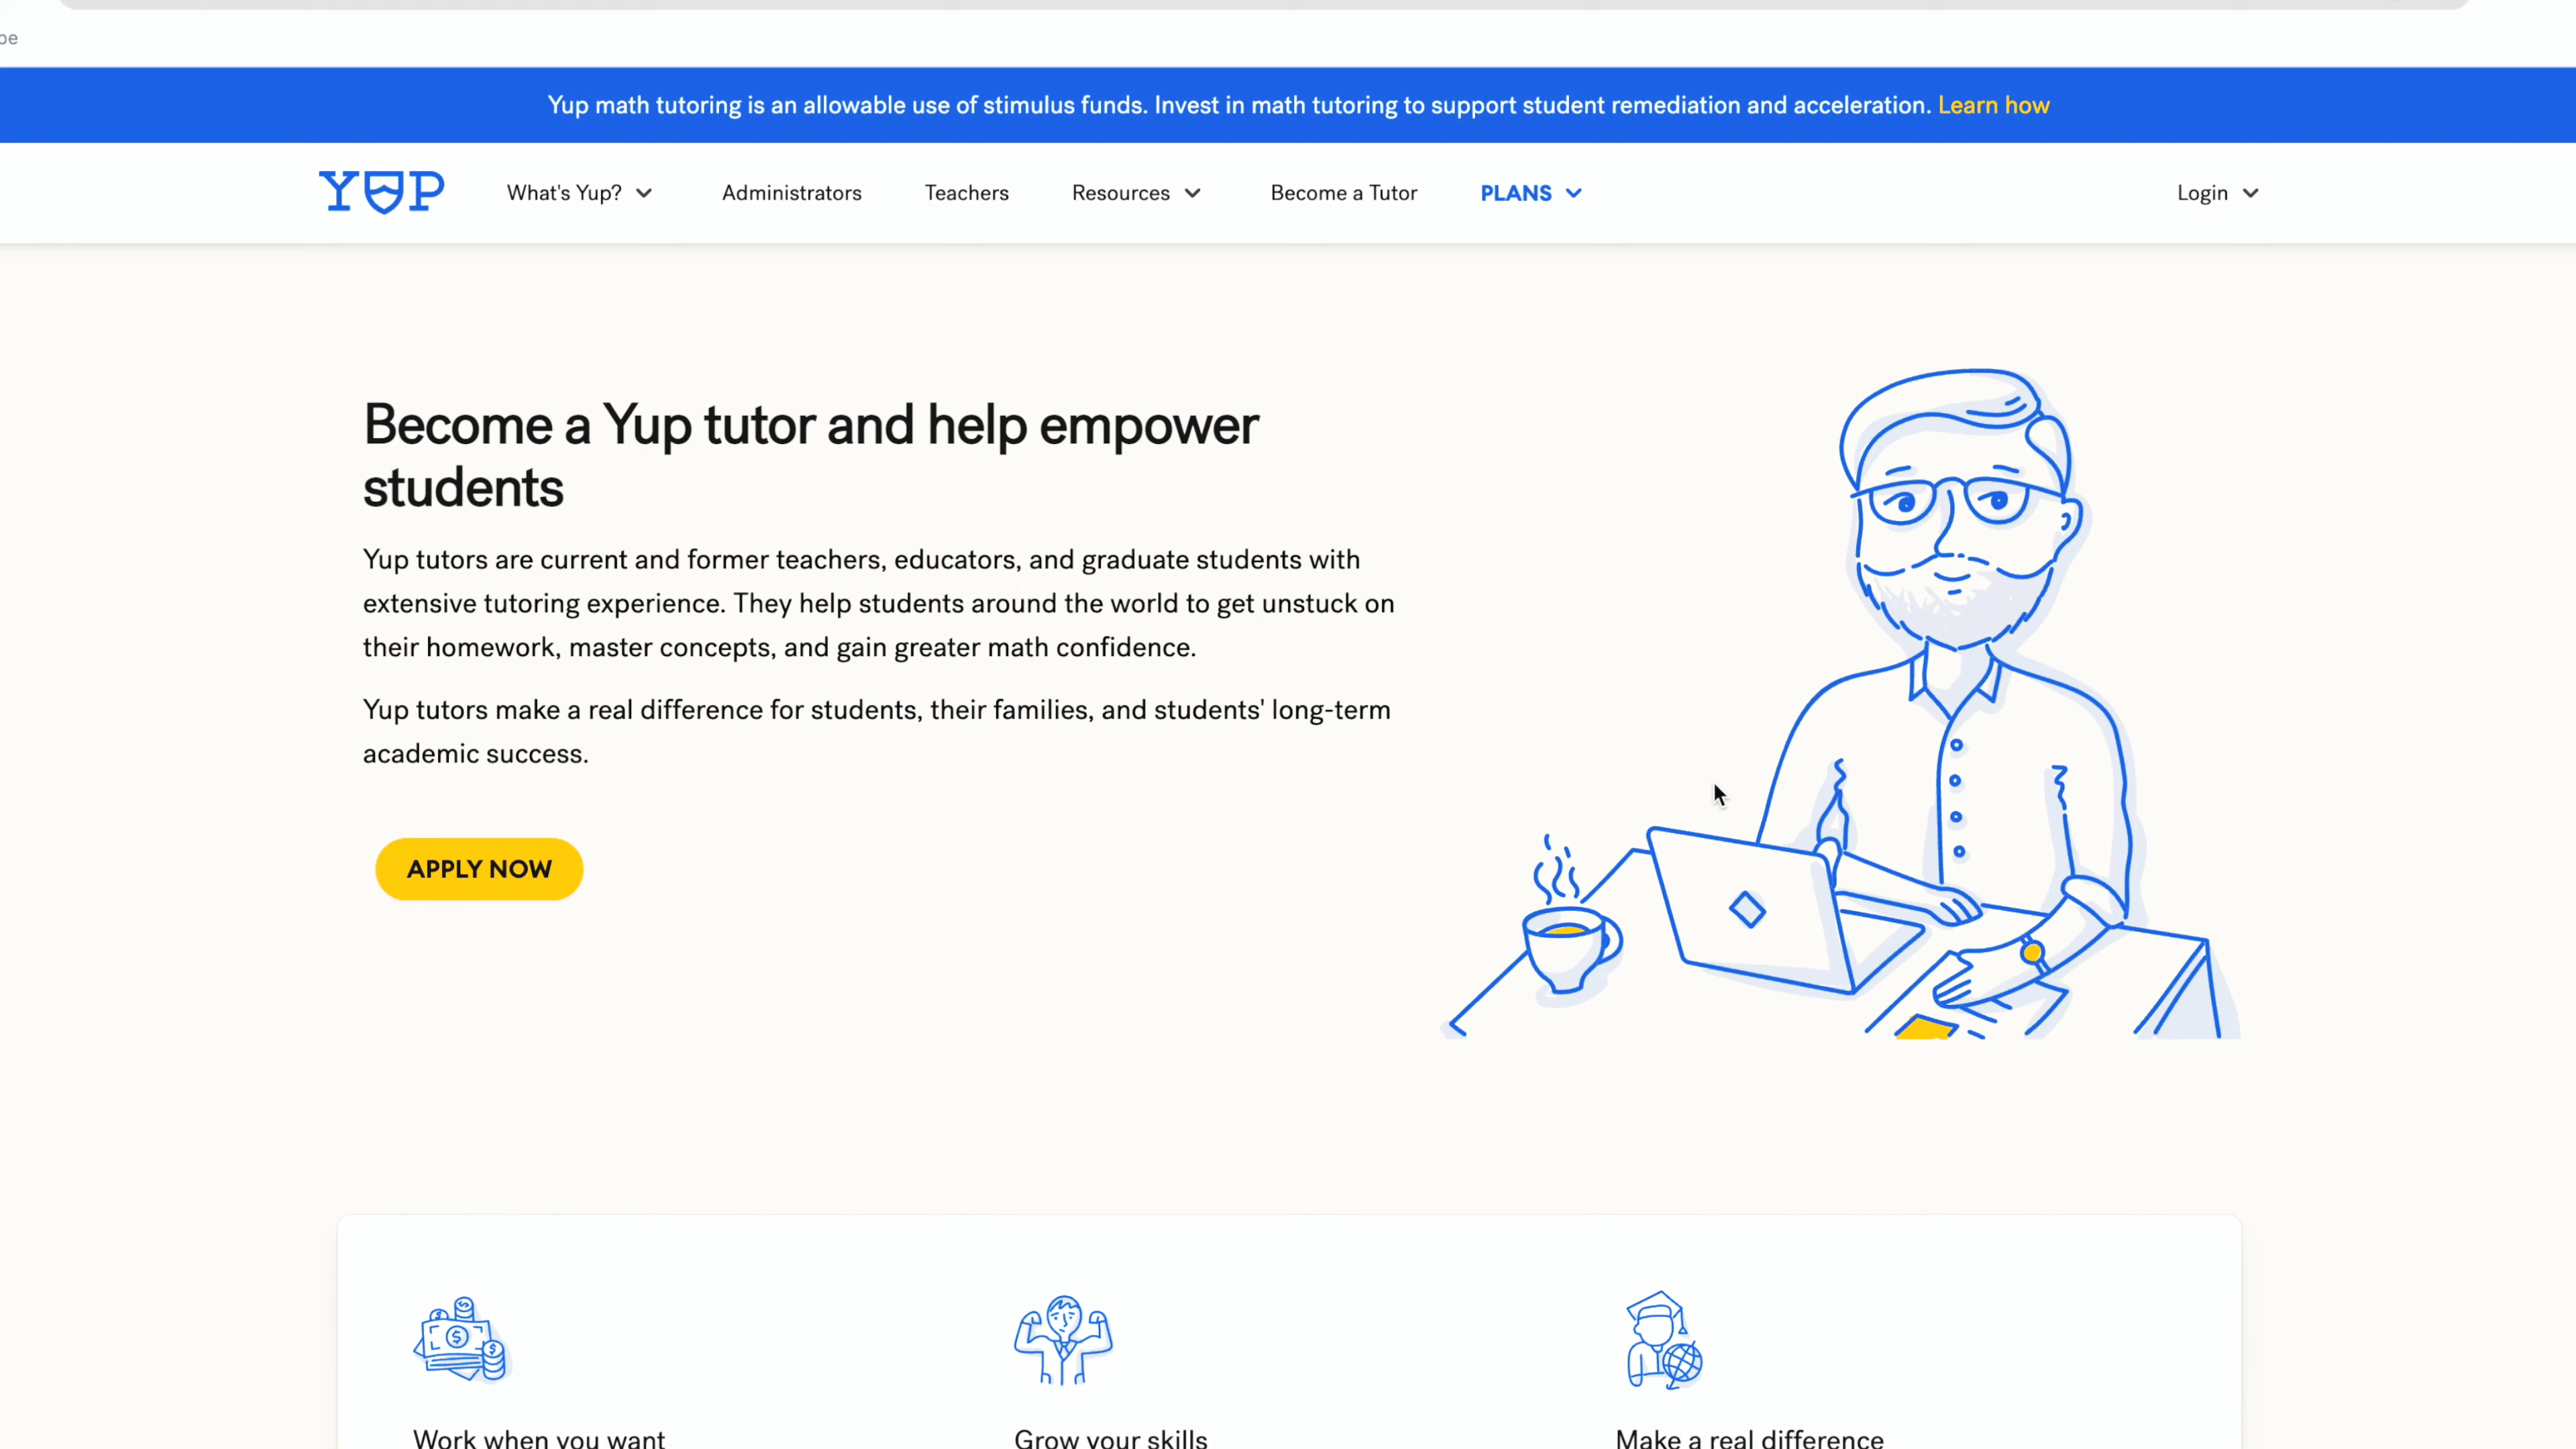 Yup math tutoring is an allowable use of stimulus funds. Invest in math tutoring to support student remediation and acceleration. Learn how
YUP What's Yup? Administrators Teachers Resources Become a Tutor PLANS Login
Become a Yup tutor and help empower
students
Yup tutors are current and former teachers, educators, and graduate students with
extensive tutoring experience. They help students around the world to get unstuck on
their homework, master concepts, and gain greater math confidence.
Yup tutors make a real difference for students, their families, and students' long-term
academic success.
APPLY NOW
Work when you want Grow your skills Make a real difference